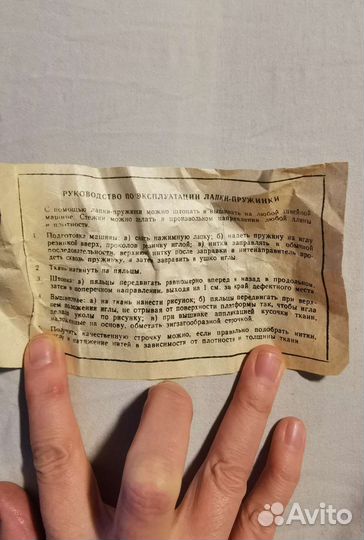 РУКОВОДСТВО ПО ЭКСПЛУАТАЦИИ ЛАПКИ-ПРУЖИНКИ
С помощью лапки-пружинки можно штопать и вышивать на любой швейной
машине. Стежки можно делать в произвольном направлении любой длины
и плотности.
1. Подготовка машины: а) снять нажимную лапку; б) надеть пружину на иглу
резинкой вверх, проколов резинку иглой; в) нитка заправлять в обычной
последовательности, верхнюю нитку после заправки в нитенаправитель про-
деть сквозь пружинку, а затем заправить в ушко иглы
2 Ткань натянуть на пяльцы.
3. Штопка: а) пяльцы передвигать равномерно вперед и назад в продольном,
затем в поперечном направлении, выходя на 1 см. за край дефектного места
Вышивание: а) на ткань нанести рисунок; б) пяльцы передвигать при верх-
нем положении иглы, не отрывая от поверхности платформы так, чтобы игла
делала уколы по рисунку; в) при вышивке аппликацией кусочки ткани,
наложенные на основу, обметать зигзагообразной строчкой.
Получить качественную строчку можно, если правильно подобрать нитки,
иглу и натяжение нитей в зависимости от плотности и толщины ткани
Avito